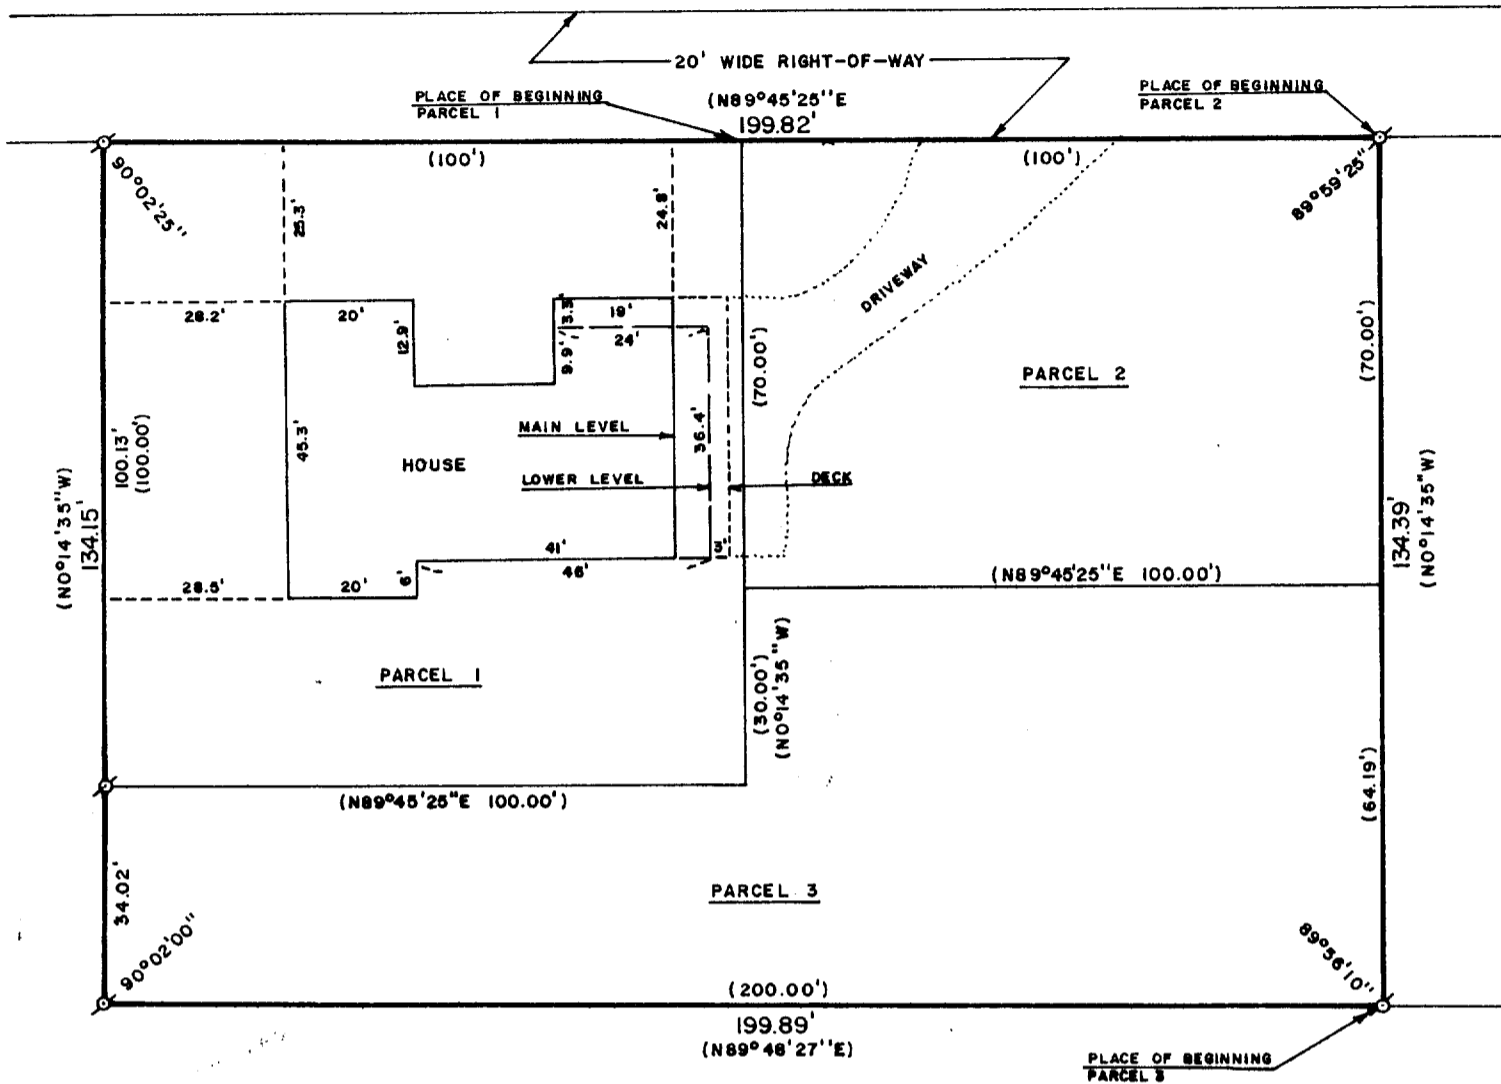 20' WIDE RIGHT-OF-WAY
PLACE OF BEGINNING
PARCEL 1
(N89°45'25"E
199.82'
PLACE OF BEGINNING
PARCEL 2
(100')
(100')
90°02'25"
89°59'25"
25.3'
24.8'
DRIVEWAY
28.2'
20'
12.9'
3.3'
19'
24'
9.9'
(70.00')
(70.00')
PARCEL 2
MAIN LEVEL
36.4'
45.3'
HOUSE
LOWER LEVEL
DECK
100.13'
(100.00')
(N0°14'35"W)
134.15'
134.39'
(N0°14'35"W)
41'
46'
6'
28.5'
20'
(N89°45'25"E 100.00')
PARCEL 1
(30.00')
(N0°14'35"W)
(N89°45'25"E 100.00')
(64.19')
34.02'
PARCEL 3
90°02'00"
89°56'10"
(200.00')
199.89'
(N89°48'27"E)
PLACE OF BEGINNING
PARCEL 3